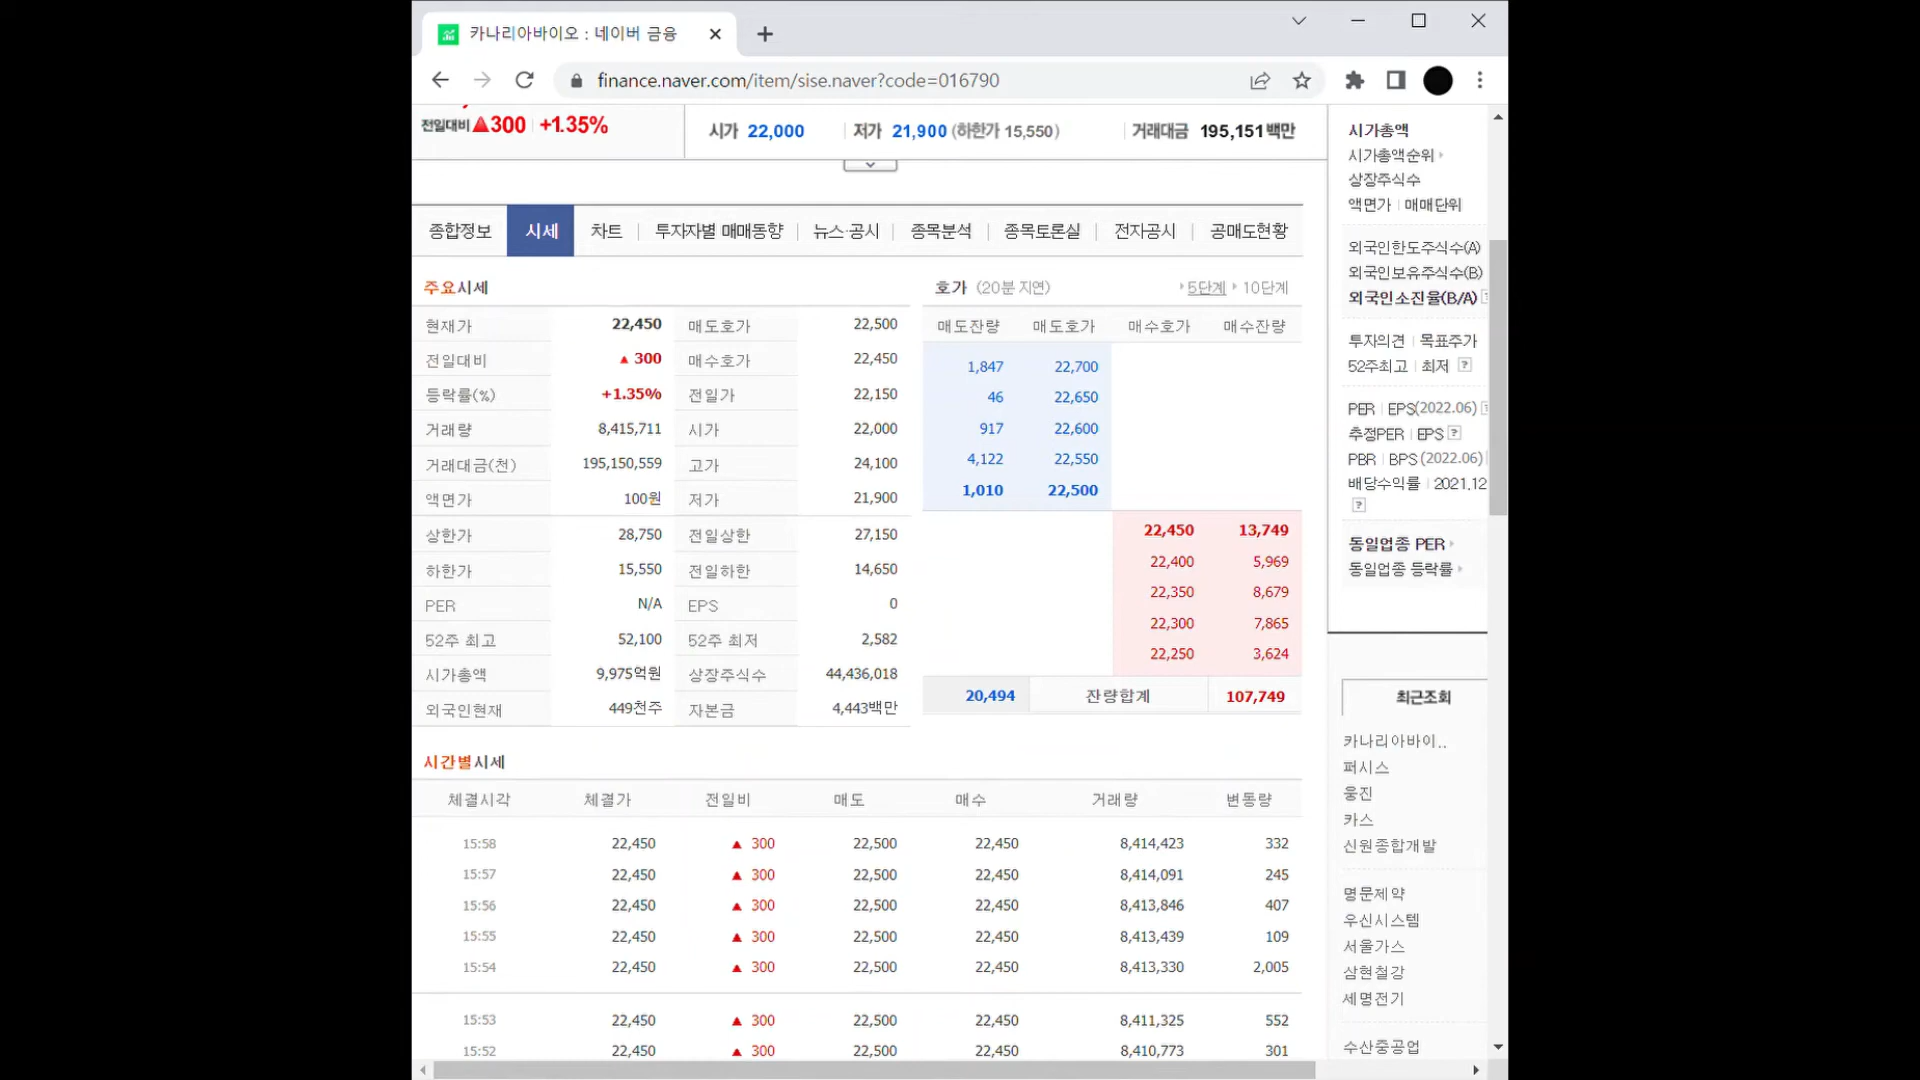 카나리아바이오 : 네이버 금융
finance.naver.com/item/sise.naver?code=016790
전일대비 ▲300 +1.35%
시가 22,000 저가 21,900 (하한가 15,550) 거래대금 195,151백만
종합정보 시세 차트 투자자별 매매동향 뉴스·공시 종목분석 종목토론실 전자공시 공매도현황
주요시세
현재가 22,450 매도호가 22,500
전일대비 ▲ 300 매수호가 22,450
등락률(%) +1.35% 전일가 22,150
거래량 8,415,711 시가 22,000
거래대금(천) 195,150,559 고가 24,100
액면가 100원 저가 21,900
상한가 28,750 전일상한 27,150
하한가 15,550 전일하한 14,650
PER N/A EPS 0
52주 최고 52,100 52주 최저 2,582
시가총액 9,975억원 상장주식수 44,436,018
외국인현재 449천주 자본금 4,443백만
호가 (20분 지연) 5단계 10단계
매도잔량 매도호가 매수호가 매수잔량
1,847 22,700
46 22,650
917 22,600
4,122 22,550
1,010 22,500
22,450 13,749
22,400 5,969
22,350 8,679
22,300 7,865
22,250 3,624
20,494 잔량합계 107,749
시간별시세
체결시각 체결가 전일비 매도 매수 거래량 변동량
15:58 22,450 ▲ 300 22,500 22,450 8,414,423 332
15:57 22,450 ▲ 300 22,500 22,450 8,414,091 245
15:56 22,450 ▲ 300 22,500 22,450 8,413,846 407
15:55 22,450 ▲ 300 22,500 22,450 8,413,439 109
15:54 22,450 ▲ 300 22,500 22,450 8,413,330 2,005
15:53 22,450 ▲ 300 22,500 22,450 8,411,325 552
15:52 22,450 ▲ 300 22,500 22,450 8,410,773 301
시가총액
시가총액순위
상장주식수
액면가 매매단위
외국인한도주식수(A)
외국인보유주식수(B)
외국인소진율(B/A) ?
투자의견 목표주가
52주최고 최저 ?
PER EPS(2022.06)
추정PER EPS ?
PBR BPS (2022.06)
배당수익률 2021.12
?
동일업종 PER
동일업종 등락률
최근조회
카나리아바이..
퍼시스
웅진
카스
신원종합개발
명문제약
우신시스템
서울가스
삼현철강
세명전기
수산중공업